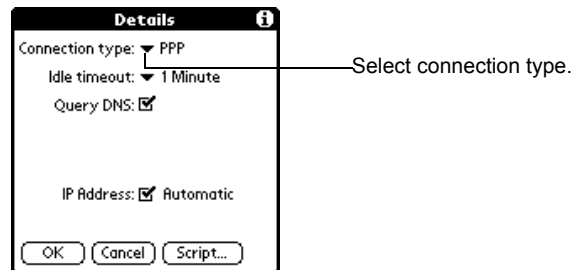 Details
Connection type: PPP
Select connection type.
Idle timeout: 1 Minute
Query DNS:
IP Address: Automatic
OK Cancel Script...